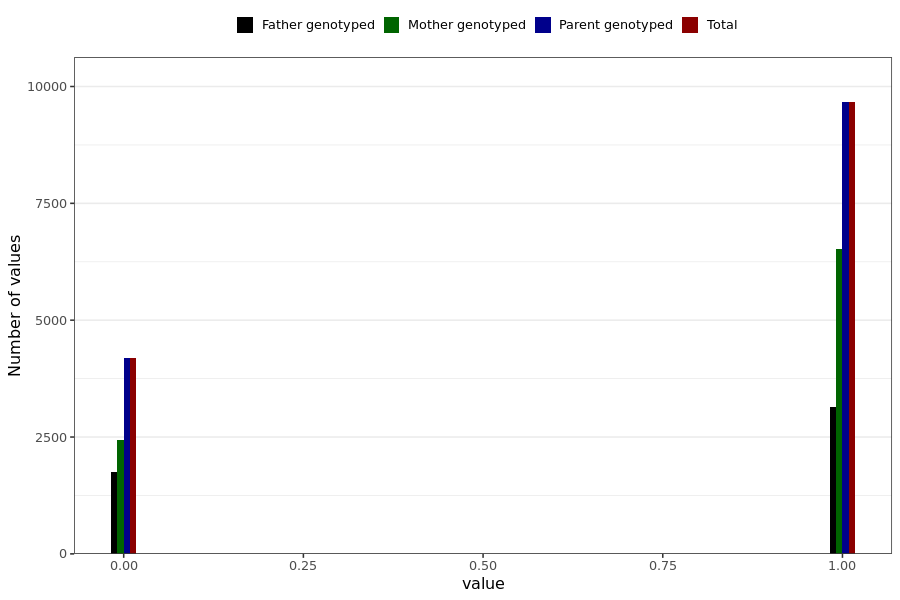 Father genotyped Mother genotyped Parent genotyped Total
10000
7500
5000
2500
0
Number of values
0.00 0.25 0.50 0.75 1.00
value